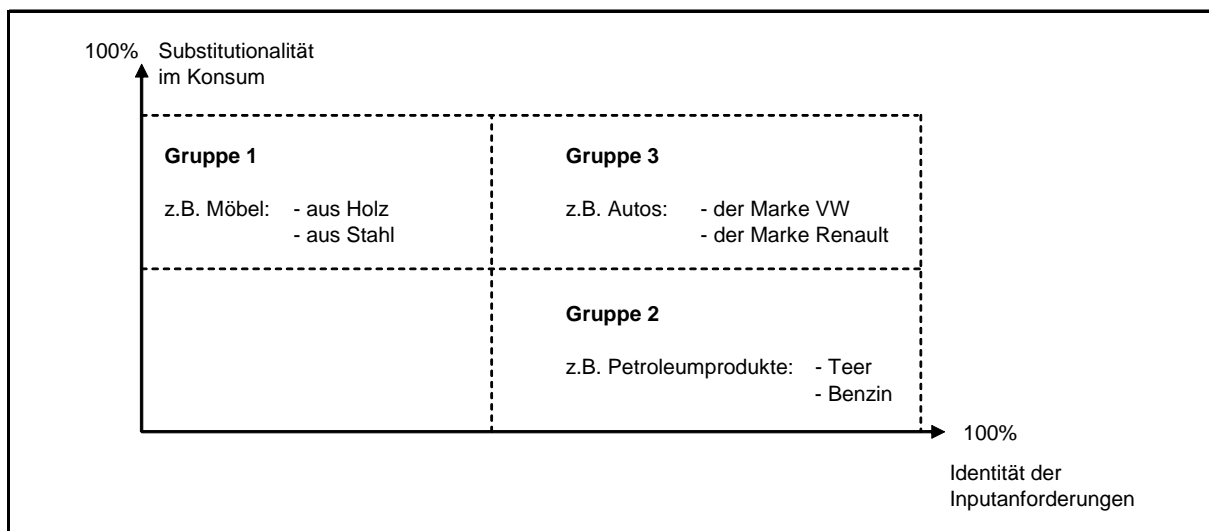 100% Substitutionalität
im Konsum
Gruppe 1
z.B. Möbel: - aus Holz
- aus Stahl
Gruppe 3
z.B. Autos: - der Marke VW
- der Marke Renault
Gruppe 2
z.B. Petroleumprodukte: - Teer
- Benzin
100%
Identität der
Inputanforderungen